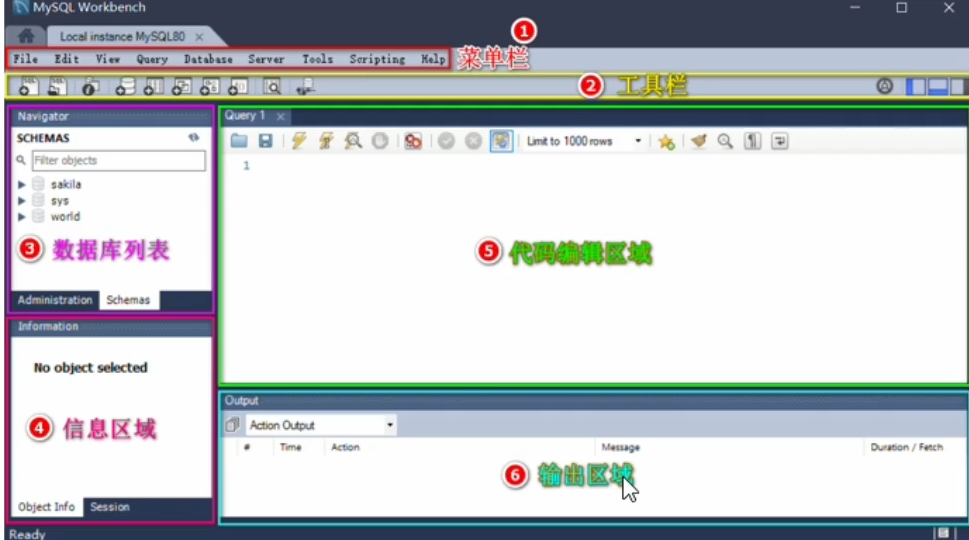 MySQL Workbench
Local instance MySQL80 ×
1
File Edit View Query Database Server Tools Scripting Help 菜单栏
2 工具栏
Navigator
SCHEMAS
Filter objects
sakila
sys
world
3 数据库列表
Administration Schemas
Information
No object selected
4 信息区域
Object Info Session
Query 1 ×
Limit to 1000 rows
1
5 代码编辑区域
Output
Action Output
# Time Action Message Duration / Fetch
6 输出区域
Ready